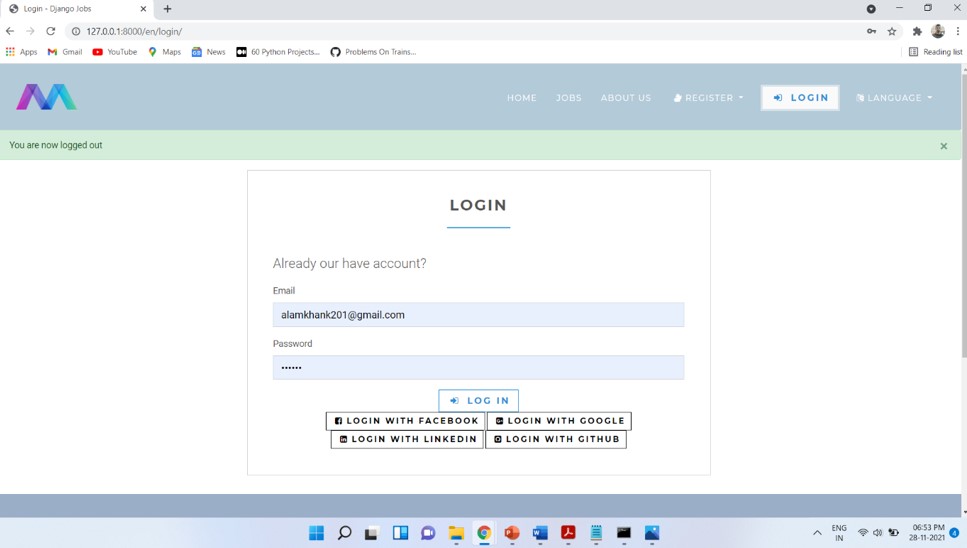 Login - Django Jobs
127.0.0.1:8000/en/login/
Apps Gmail YouTube Maps News 60 Python Projects... Problems On Trains... Reading list
HOME JOBS ABOUT US REGISTER LOGIN LANGUAGE
You are now logged out
LOGIN
Already our have account?
Email
alamkhank201@gmail.com
Password
••••••
LOG IN
LOGIN WITH FACEBOOK LOGIN WITH GOOGLE
LOGIN WITH LINKEDIN LOGIN WITH GITHUB
ENG 06:53 PM
IN 28-11-2021 4